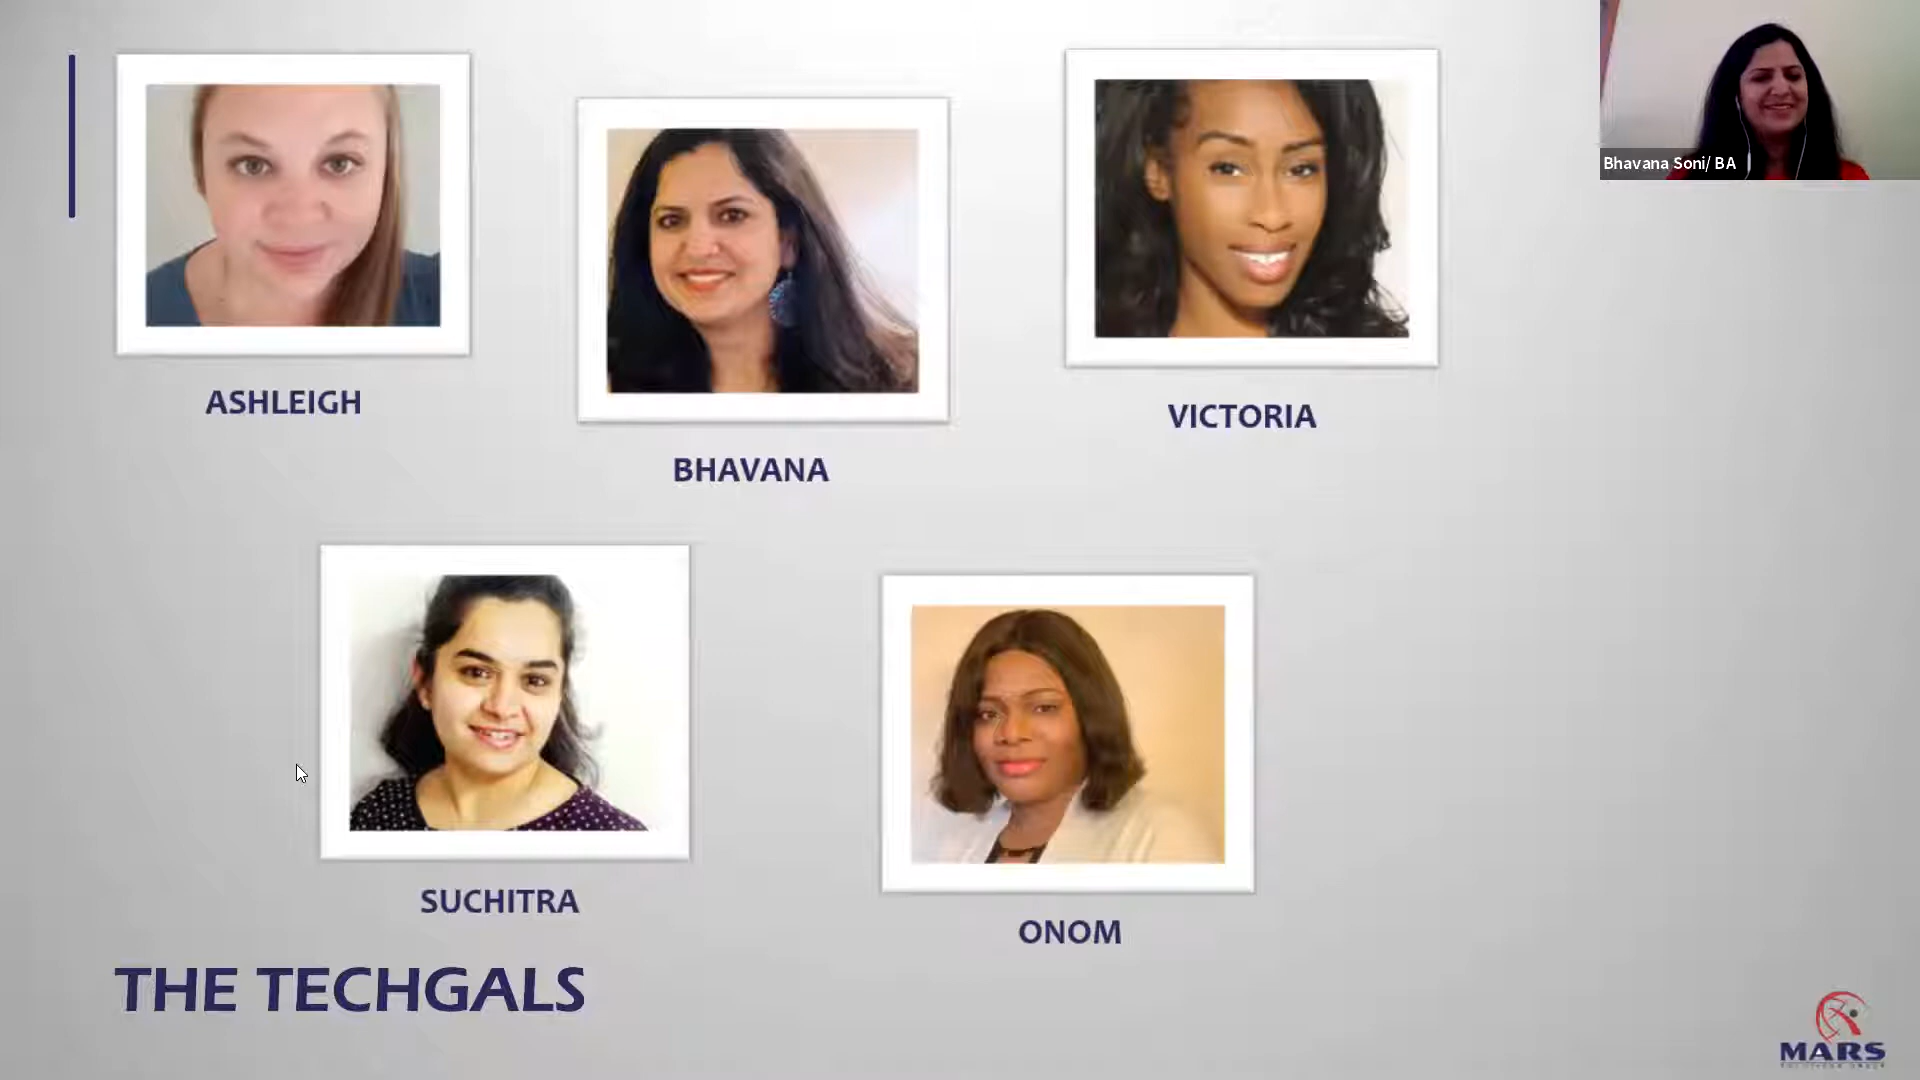 Bhavana Soni/ BA
ASHLEIGH
VICTORIA
BHAVANA
SUCHITRA
ONOM
THE TECHGALS
MARS